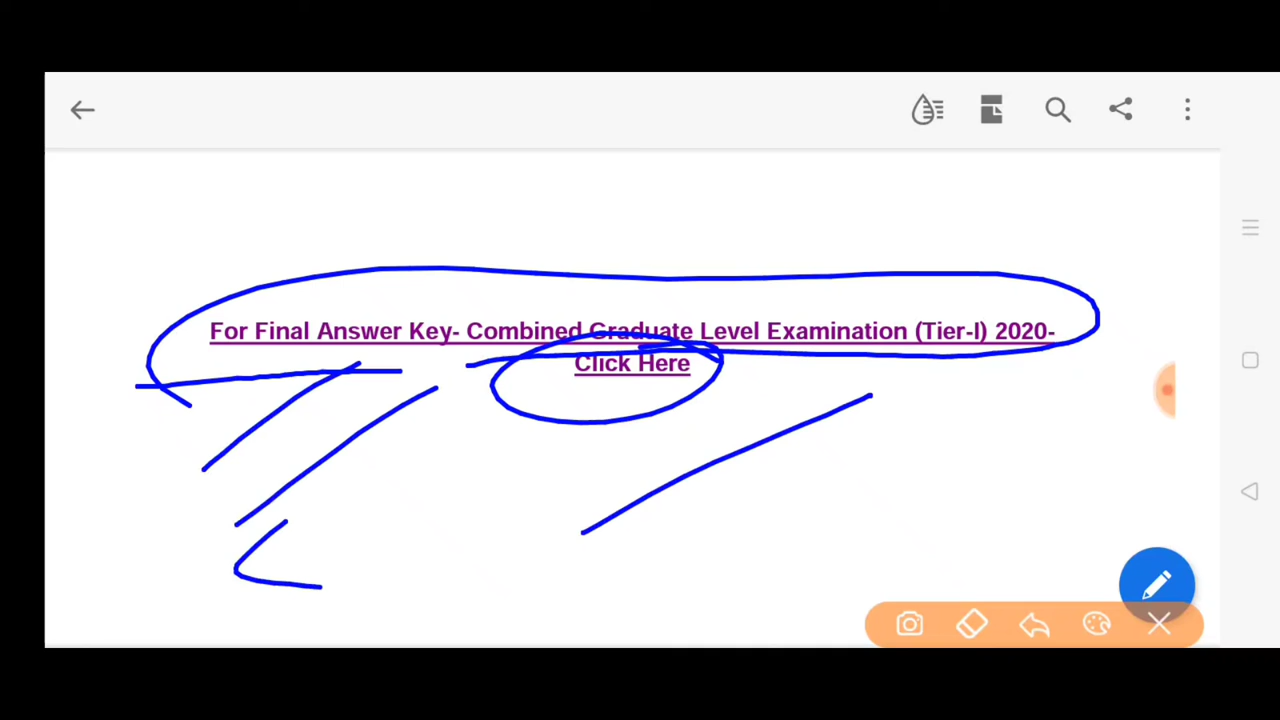 For Final Answer Key- Combined Graduate Level Examination (Tier-I) 2020-
Click Here